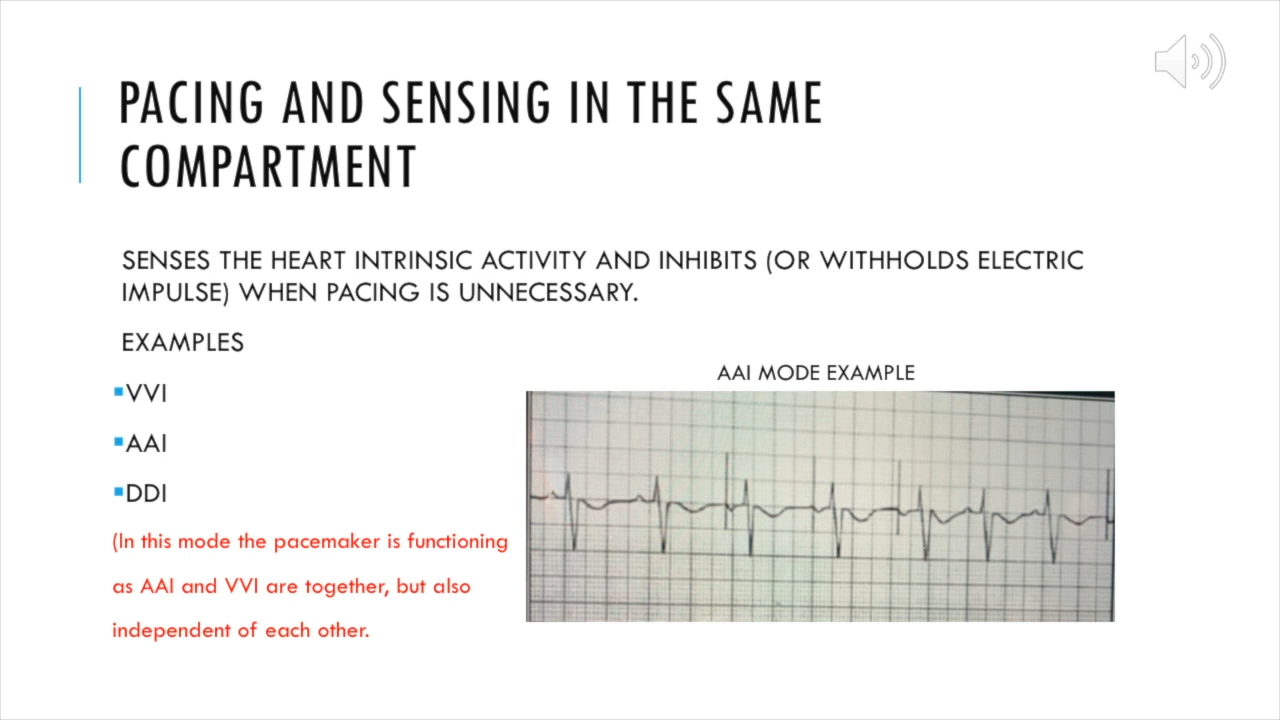 PACING AND SENSING IN THE SAME
COMPARTMENT
SENSES THE HEART INTRINSIC ACTIVITY AND INHIBITS (OR WITHHOLDS ELECTRIC
IMPULSE) WHEN PACING IS UNNECESSARY.
EXAMPLES
VVI
AAI
DDI
(In this mode the pacemaker is functioning
as AAI and VVI are together, but also
independent of each other.
AAI MODE EXAMPLE